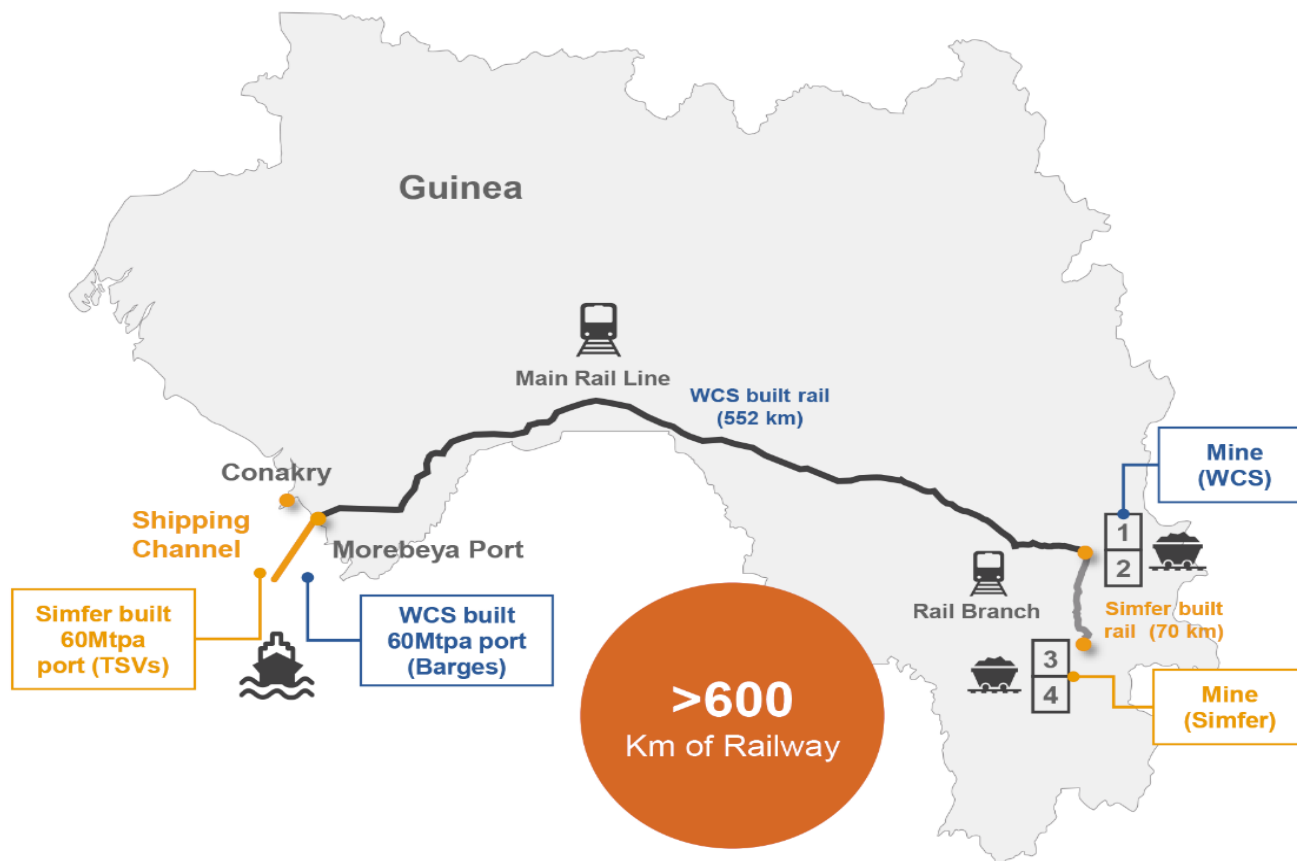 Guinea
Main Rail Line
WCS built rail
(552 km)
Mine
(WCS)
1
2
Conakry
Shipping
Channel
Morebeya Port
Simfer built
60Mtpa
port (TSVs)
WCS built
60Mtpa port
(Barges)
Rail Branch
Simfer built
rail (70 km)
3
4
Mine
(Simfer)
>600
Km of Railway